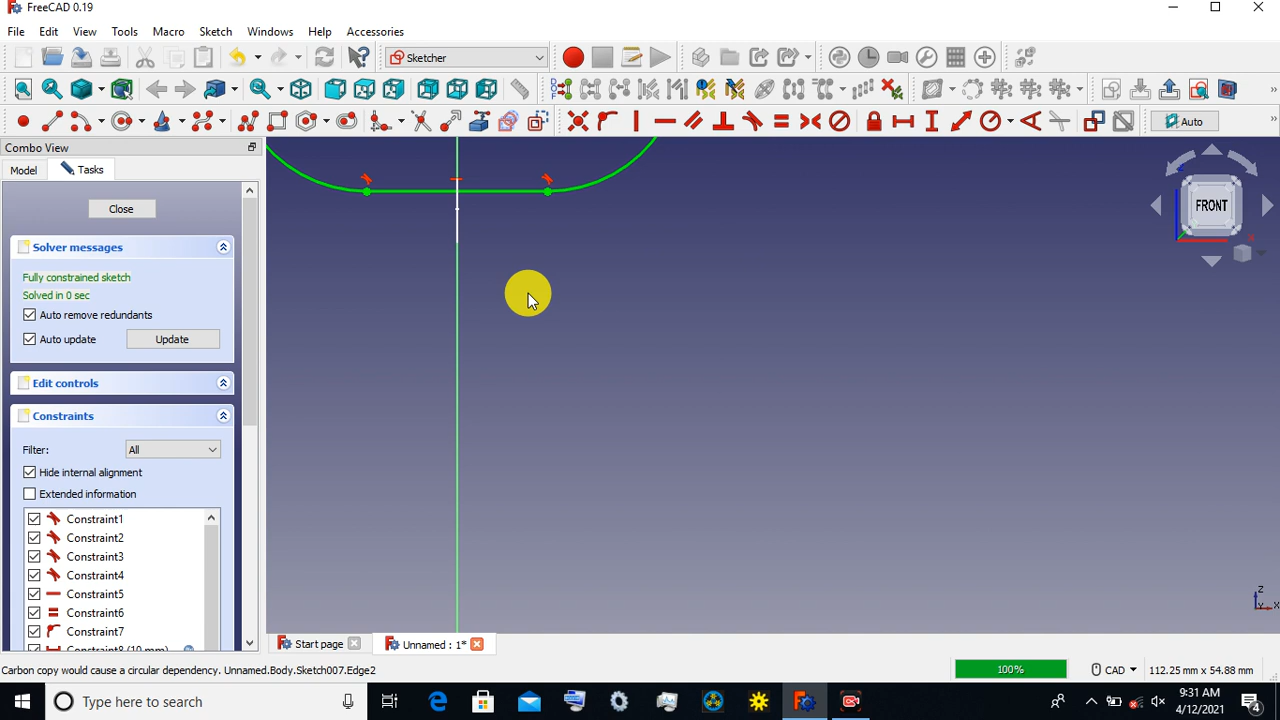 FreeCAD 0.19
File Edit View Tools Macro Sketch Windows Help Accessories
Sketcher
Auto
Combo View
Model Tasks
Close
Solver messages
Fully constrained sketch
Solved in 0 sec
Auto remove redundants
Auto update Update
Edit controls
Constraints
Filter: All
Hide internal alignment
Extended information
Constraint1
Constraint2
Constraint3
Constraint4
Constraint5
Constraint6
Constraint7
Constraint8 (10 mm)
FRONT
Start page Unnamed : 1*
Carbon copy would cause a circular dependency. Unnamed.Body.Sketch007.Edge2 100% CAD 112.25 mm x 54.88 mm
Type here to search
9:31 AM
4/12/2021
4